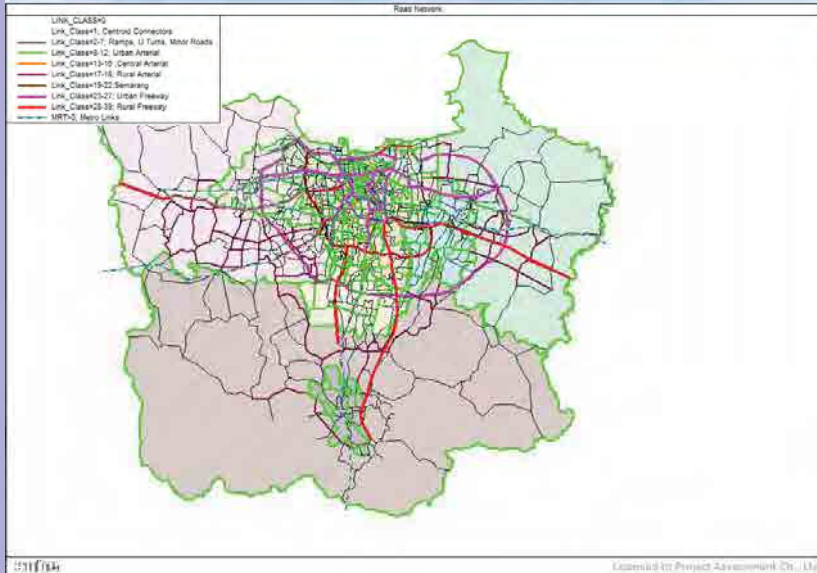 Road Network
LINK_CLASS=0
Link_Class=1; Centroid Connectors
Link_Class=2-7; Ramps, U Turns, Minor Roads
Link_Class=8-12; Urban Arterial
Link_Class=13-16; Central Arterial
Link_Class=17-18; Rural Arterial
Link_Class=19-22;Semarang
Link_Class=23-27; Urban Freeway
Link_Class=28-39; Rural Freeway
MRT>0; Metro Links
Licensed to Project Assessment Co., Ltd